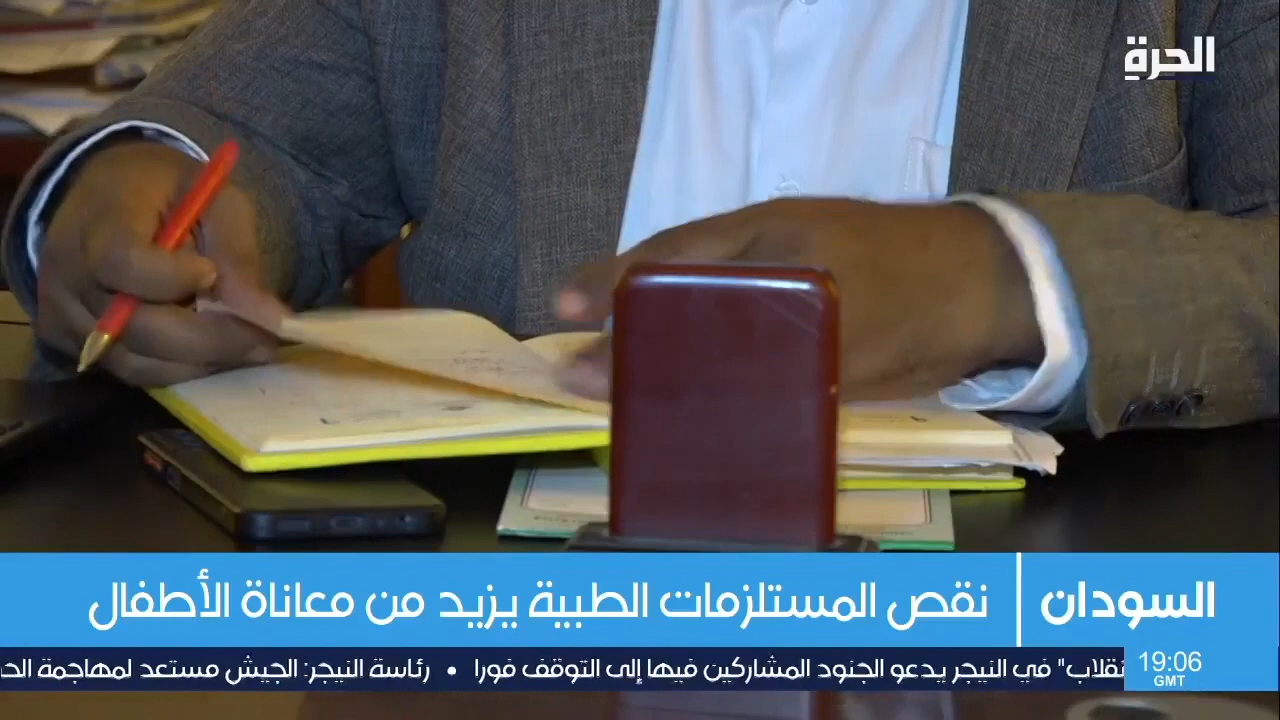 الحرة
السودان
نقص المستلزمات الطبية يزيد من معاناة الأطفال
19:06
GMT
في النيجر يدعو الجنود المشاركين فيها إلى التوقف فورا • رئاسة النيجر: الجيش مستعد لمهاجمة